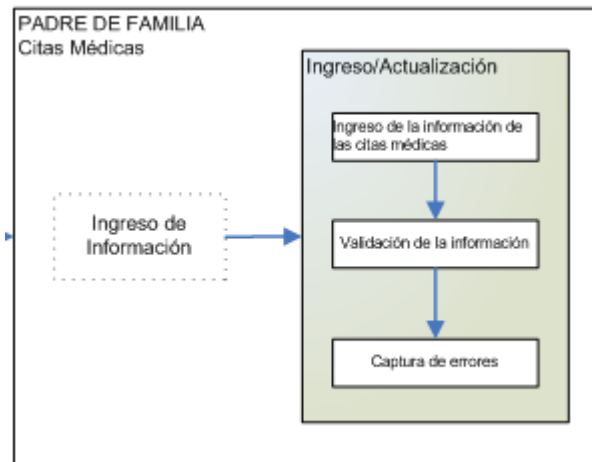 PADRE DE FAMILIA
Citas Médicas
Ingreso/Actualización
Ingreso de la información de
las citas médicas
Ingreso de
Información
Validación de la información
Captura de errores